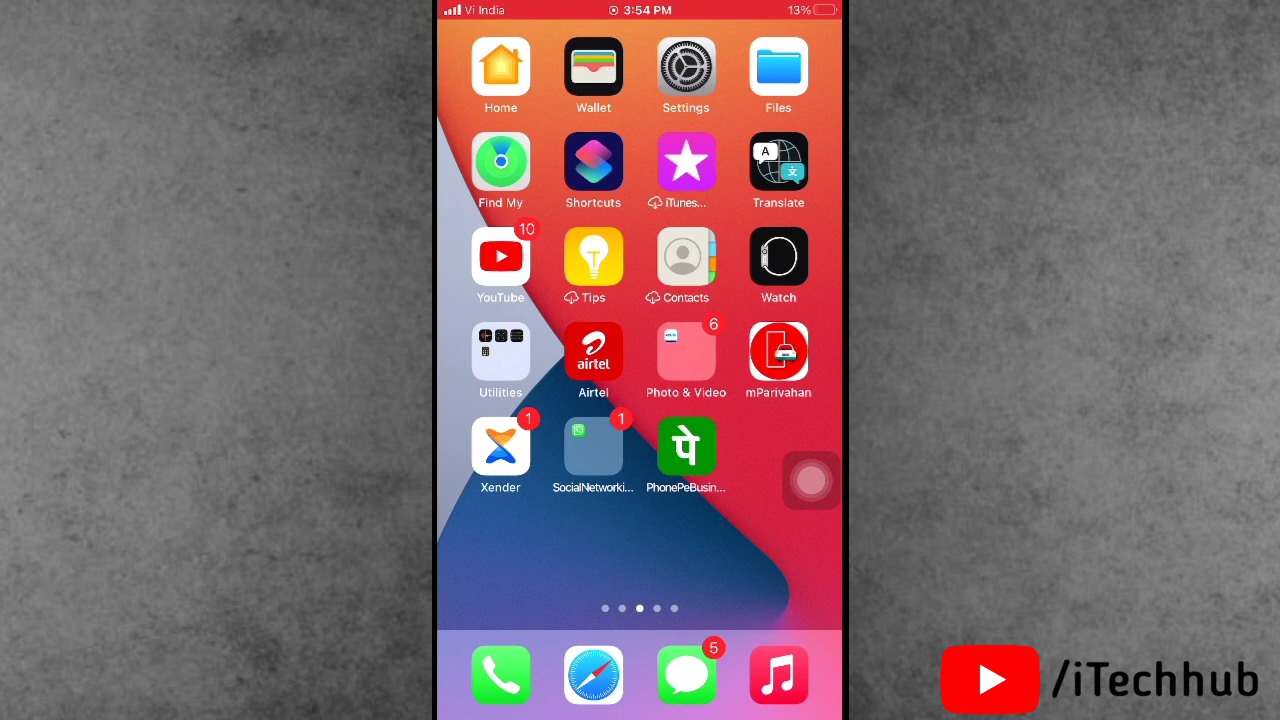 Vi India 3:54 PM 13%
Home Wallet Settings Files
A 文
Find My Shortcuts iTunes... Translate
10
YouTube Tips Contacts Watch
6
airtel
Utilities Airtel Photo & Video mParivahan
1 1
पे
Xender SocialNetworki... PhonePeBusin...
5
/iTechhub